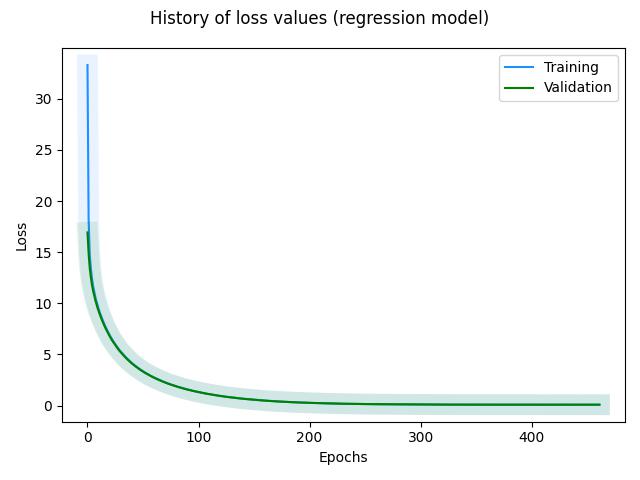 History of loss values (regression model)
Training
Validation
30
25
20
15
10
5
0
Loss
0 100 200 300 400
Epochs